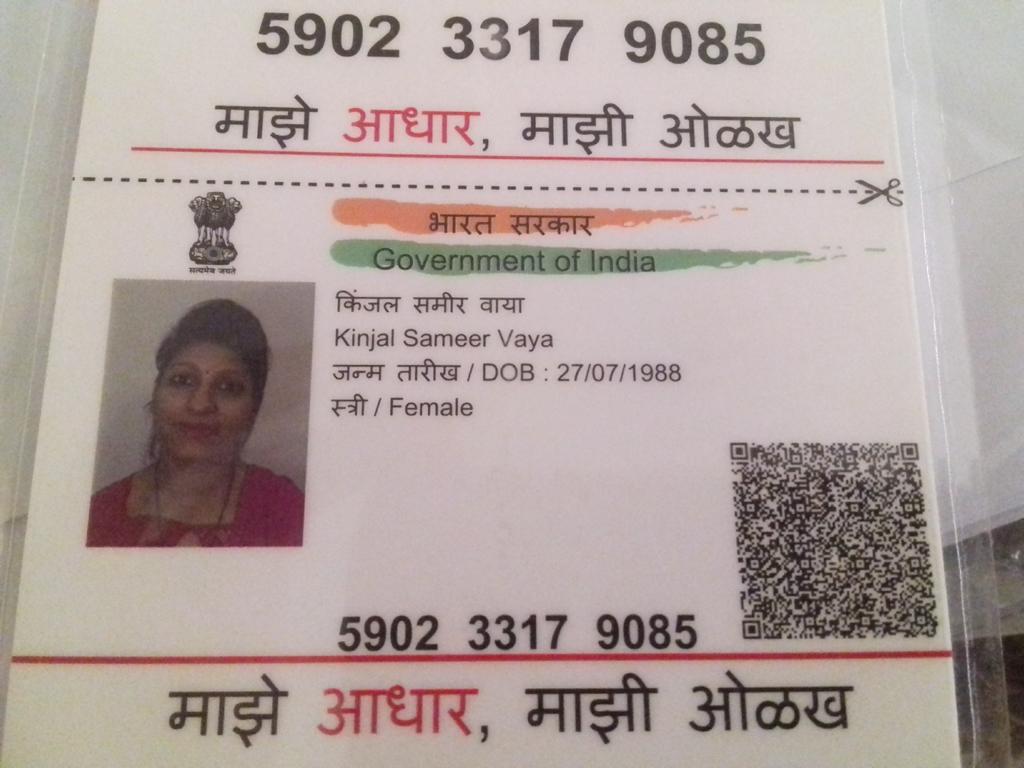 5902 3317 9085
माझे आधार, माझी ओळख
भारत सरकार
Government of India
सत्यमेव जयते
किंजल समीर वाया
Kinjal Sameer Vaya
जन्म तारीख / DOB : 27/07/1988
स्त्री / Female
5902 3317 9085
माझे आधार, माझी ओळख